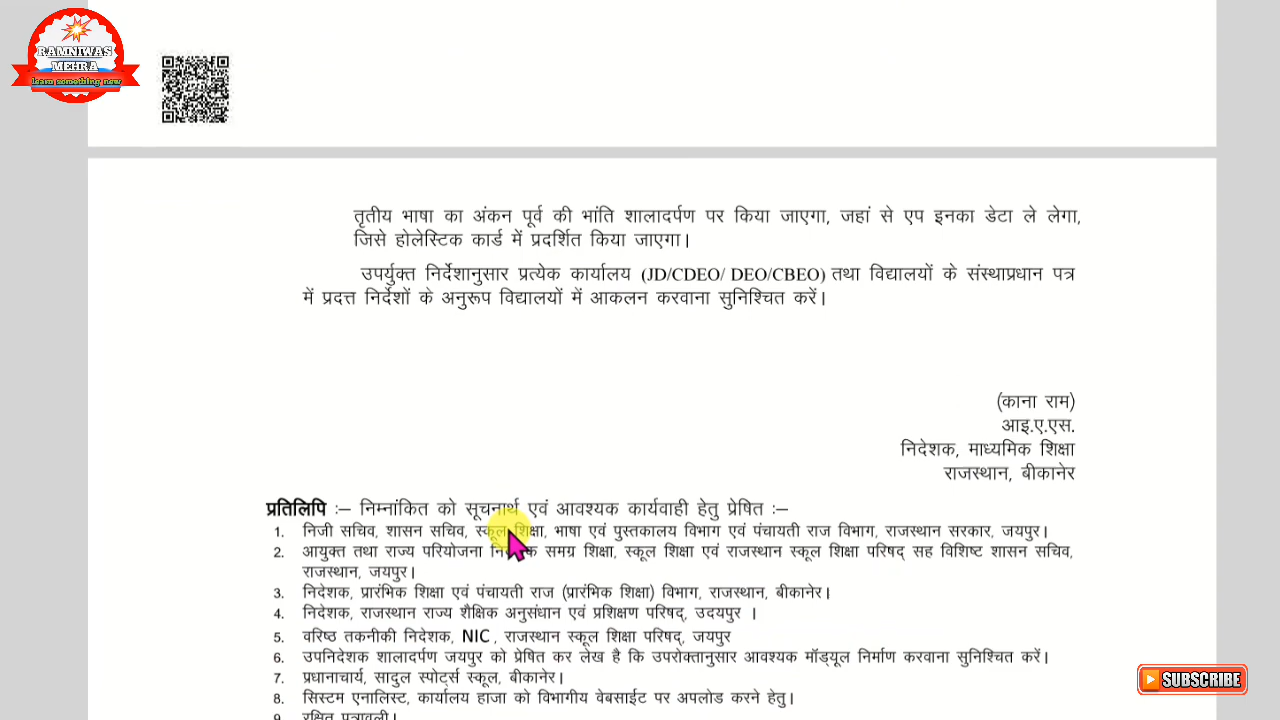 RAMNIWAS
MEHRA
learn something new
तृतीय भाषा का अंकन पूर्व की भांति शालादर्पण पर किया जाएगा, जहां से एप इनका डेटा ले लेगा,
जिसे होलेस्टिक कार्ड में प्रदर्शित किया जाएगा।
उपर्युक्त निर्देशानुसार प्रत्येक कार्यालय (JD/CDEO/ DEO/CBEO) तथा विद्यालयों के संस्थाप्रधान पत्र
में प्रदत्त निर्देशों के अनुरूप विद्यालयों में आकलन करवाना सुनिश्चित करें।
(काना राम)
आइ.ए.एस.
निदेशक, माध्यमिक शिक्षा
राजस्थान, बीकानेर
प्रतिलिपि :– निम्नांकित को सूचनार्थ एवं आवश्यक कार्यवाही हेतु प्रेषित :–
1. निजी सचिव, शासन सचिव, स्कूल शिक्षा, भाषा एवं पुस्तकालय विभाग एवं पंचायती राज विभाग, राजस्थान सरकार, जयपुर।
2. आयुक्त तथा राज्य परियोजना समग्र शिक्षा, स्कूल शिक्षा एवं राजस्थान स्कूल शिक्षा परिषद् सह विशिष्ट शासन सचिव,
राजस्थान, जयपुर।
3. निदेशक, प्रारंभिक शिक्षा एवं पंचायती राज (प्रारंभिक शिक्षा) विभाग, राजस्थान, बीकानेर।
4. निदेशक, राजस्थान राज्य शैक्षिक अनुसंधान एवं प्रशिक्षण परिषद्, उदयपुर ।
5. वरिष्ठ तकनीकी निदेशक, NIC , राजस्थान स्कूल शिक्षा परिषद्, जयपुर
6. उपनिदेशक शालादर्पण जयपुर को प्रेषित कर लेख है कि उपरोक्तानुसार आवश्यक मॉड्यूल निर्माण करवाना सुनिश्चित करें।
7. प्रधानाचार्य, सादुल स्पोर्ट्स स्कूल, बीकानेर।
8. सिस्टम एनालिस्ट, कार्यालय हाजा को विभागीय वेबसाईट पर अपलोड करने हेतु।
9. रक्षित पत्रावली।
SUBSCRIBE